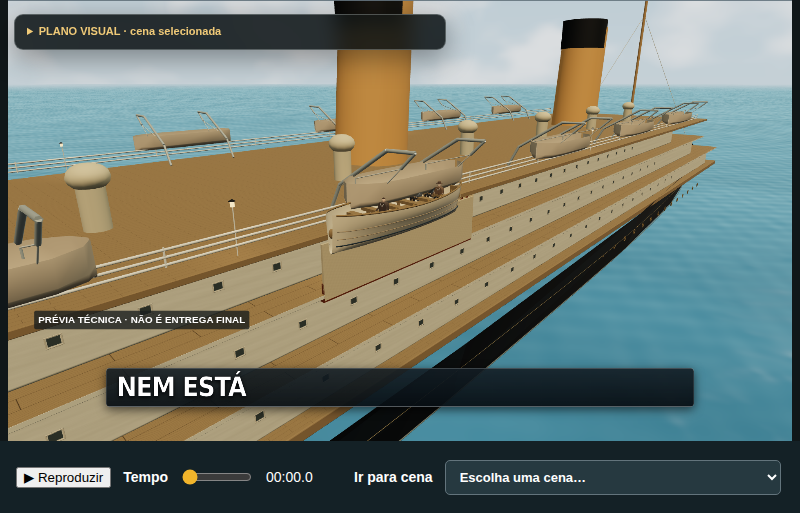 ▶ PLANO VISUAL · cena selecionada
PRÉVIA TÉCNICA · NÃO É ENTREGA FINAL
NEM ESTÁ
▶ Reproduzir Tempo 00:00.0 Ir para cena Escolha uma cena...